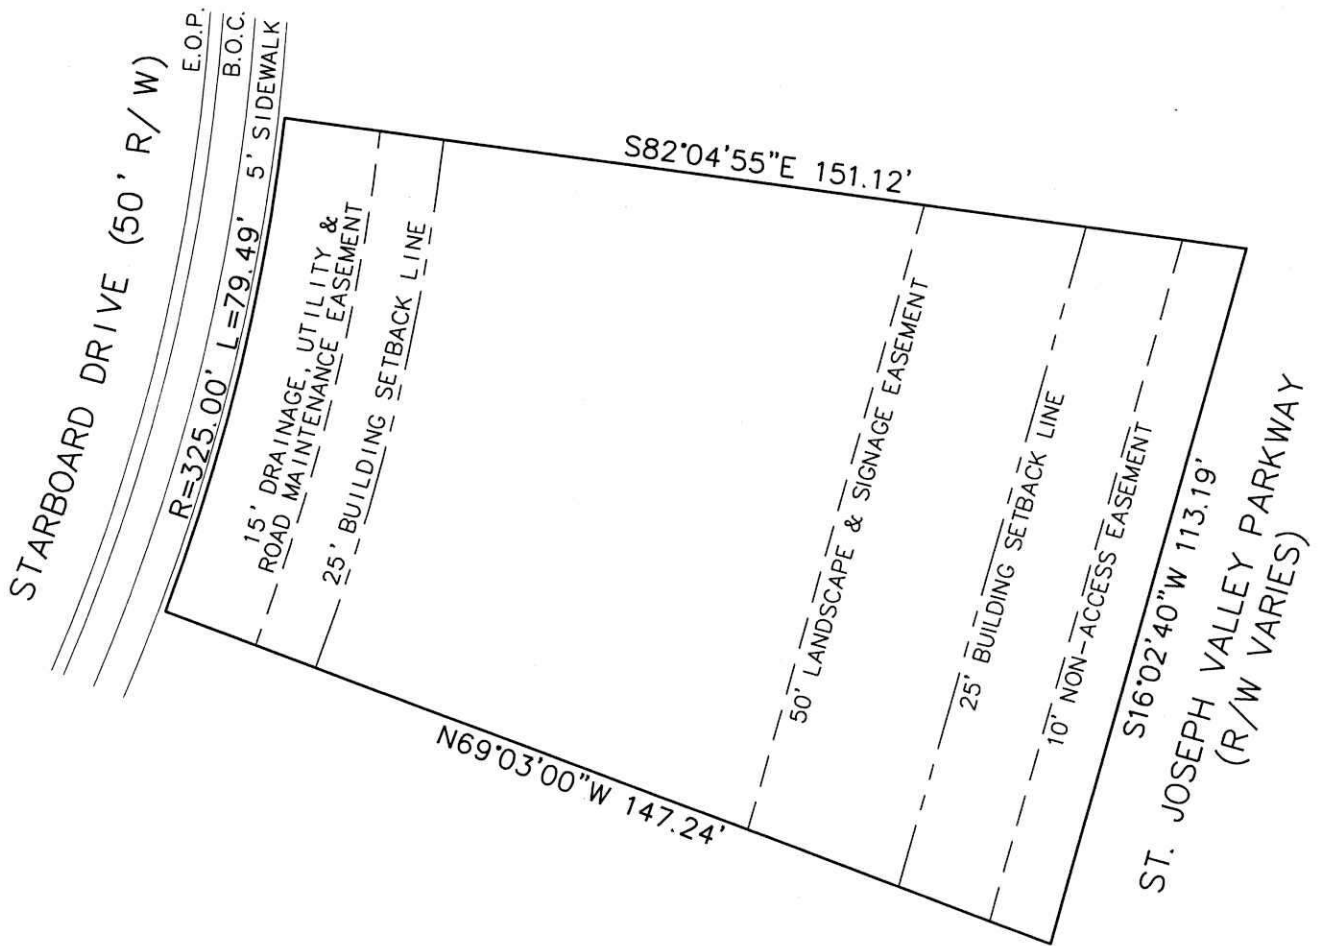 STARBOARD DRIVE (50' R/W)
E.O.P.
B.O.C.
5' SIDEWALK
R=325.00' L=79.49'
15' DRAINAGE, UTILITY &
ROAD MAINTENANCE EASEMENT
25' BUILDING SETBACK LINE
S82°04'55"E 151.12'
50' LANDSCAPE & SIGNAGE EASEMENT
25' BUILDING SETBACK LINE
10' NON-ACCESS EASEMENT
S16°02'40"W 113.19'
ST. JOSEPH VALLEY PARKWAY
(R/W VARIES)
N69°03'00"W 147.24'